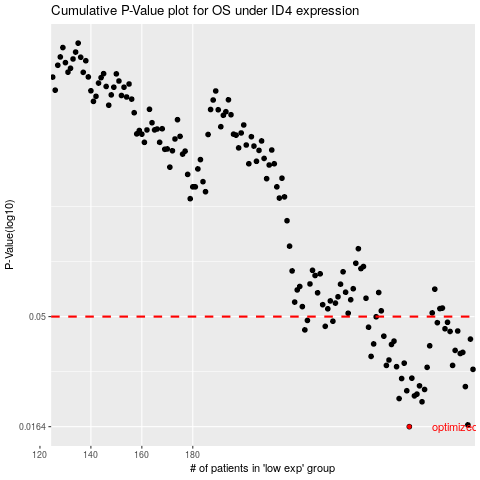 Cumulative P-Value plot for OS under ID4 expression
P-Value(log10)
0.05
0.0164
optimized
120 140 160 180
# of patients in 'low exp' group